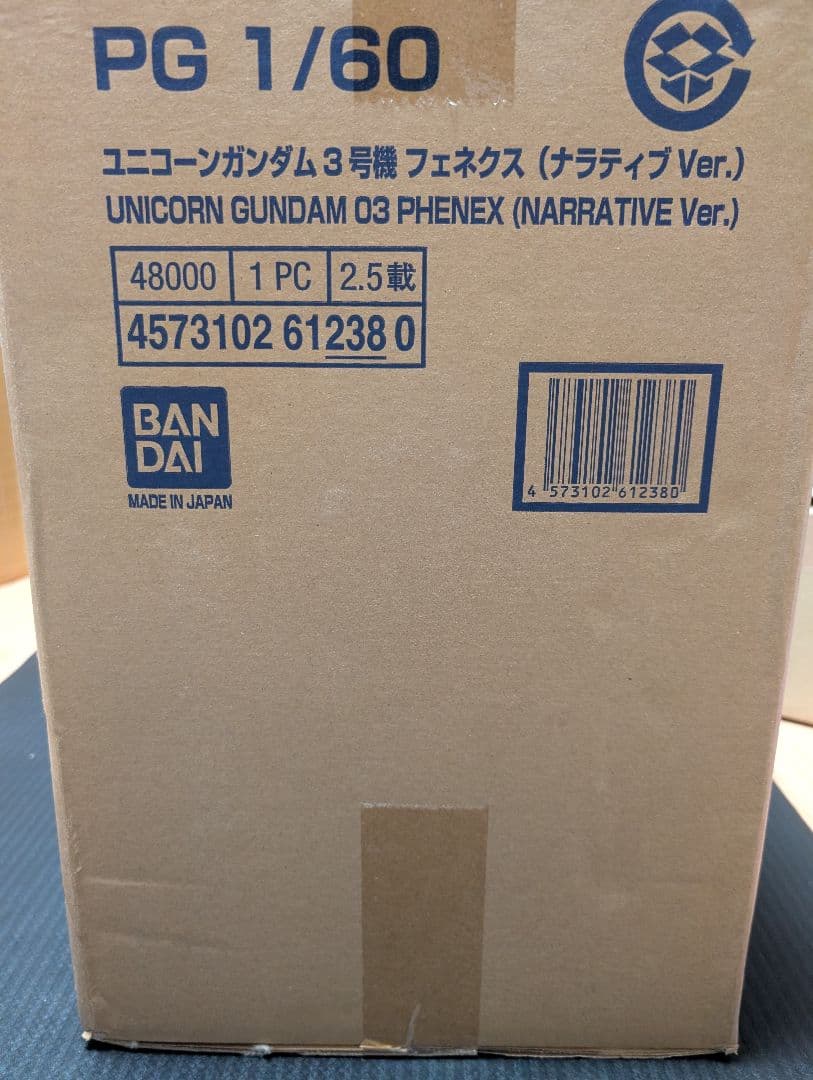 PG 1/60
ユニコーンガンダム3号機 フェネクス（ナラティブ Ver.）
UNICORN GUNDAM 03 PHENEX (NARRATIVE Ver.)
48000 1 PC 2.5載
4573102 61238 0
BAN
DAI
MADE IN JAPAN
4 573102 612380